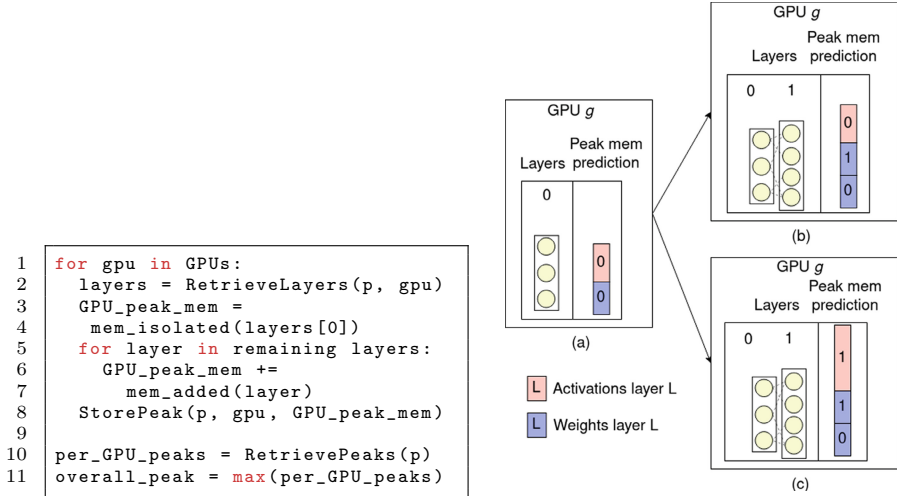 1 for gpu in GPUs:
2 layers = RetrieveLayers(p, gpu)
3 GPU_peak_mem =
4 mem_isolated(layers[0])
5 for layer in remaining layers:
6 GPU_peak_mem +=
7 mem_added(layer)
8 StorePeak(p, gpu, GPU_peak_mem)
9
10 per_GPU_peaks = RetrievePeaks(p)
11 overall_peak = max(per_GPU_peaks)
GPU g
Peak mem
Layers prediction
0
0
0
(a)
L Activations layer L
L Weights layer L
GPU g
Peak mem
Layers prediction
0 1
0
1
0
(b)
GPU g
Peak mem
Layers prediction
0 1
1
1
0
(c)